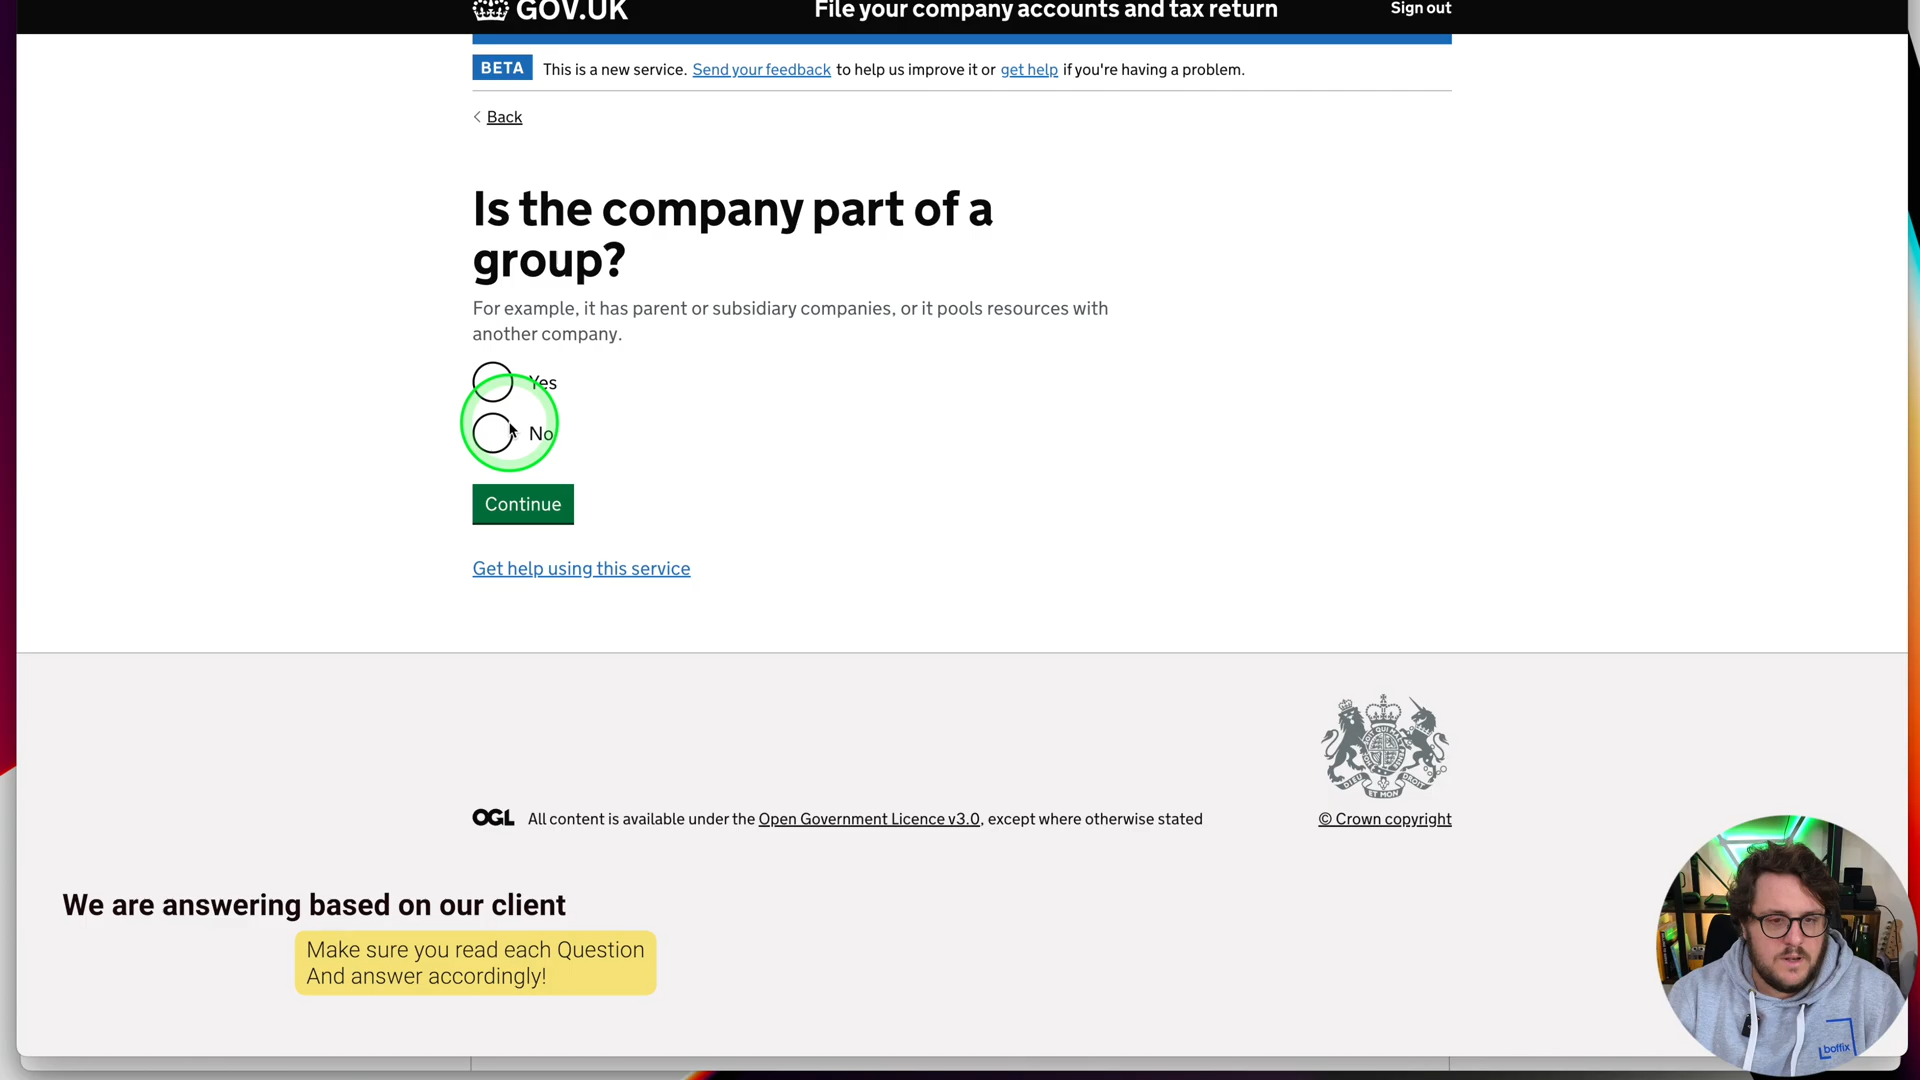 GOV.UK
File your company accounts and tax return
Sign out
BETA
This is a new service. Send your feedback to help us improve it or get help if you're having a problem.
Back
Is the company part of a
group?
For example, it has parent or subsidiary companies, or it pools resources with
another company.
Yes
No
Continue
Get help using this service
OGL All content is available under the Open Government Licence v3.0, except where otherwise stated
© Crown copyright
We are answering based on our client
Make sure you read each Question
And answer accordingly!
boffix